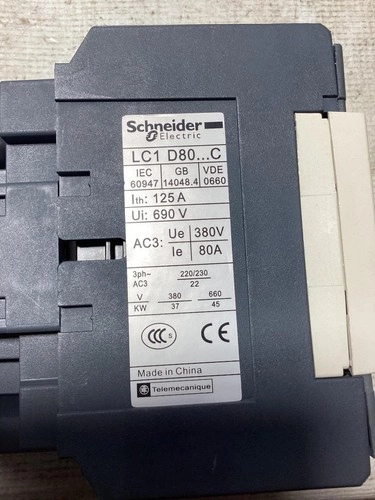 Schneider
Electric
LC1 D80...C
IEC GB VDE
60947 14048.4 0660
Ith: 125 A
Ui: 690 V
AC3: Ue 380V
Ie 80A
3ph~ 220/230
AC3 22
V 380 660
KW 37 45
CCC S CE
Made in China
Telemecanique